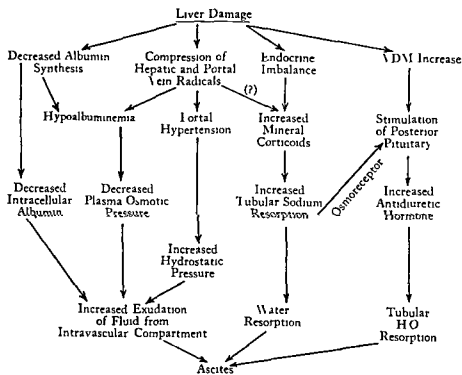 Liver Damage
Decreased Albumin
Synthesis
Compression of
Hepatic and Portal
Vein Radicals
Endocrine
Imbalance
VDM Increase
(?)
Hypoalbuminemia
Portal
Hypertension
Increased
Mineral
Corticoids
Stimulation
of Posterior
Pituitary
Decreased
Intracellular
Albumin
Decreased
Plasma Osmotic
Pressure
Increased
Tubular Sodium
Resorption
Osmoreceptor
Increased
Antidiuretic
Hormone
Increased
Hydrostatic
Pressure
Increased Exudation
of Fluid from
Intravascular Compartment
Water
Resorption
Tubular
HO
Resorption
Ascites